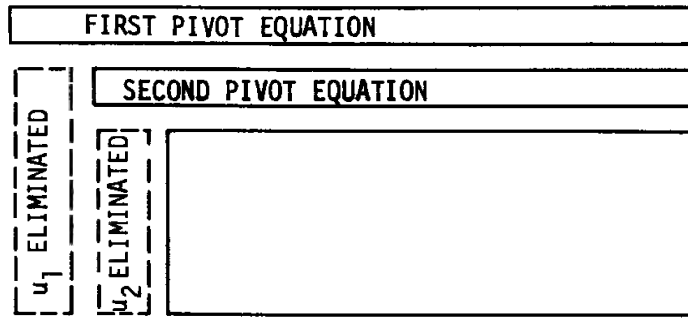 FIRST PIVOT EQUATION
SECOND PIVOT EQUATION
u₁ ELIMINATED
u₂ ELIMINATED